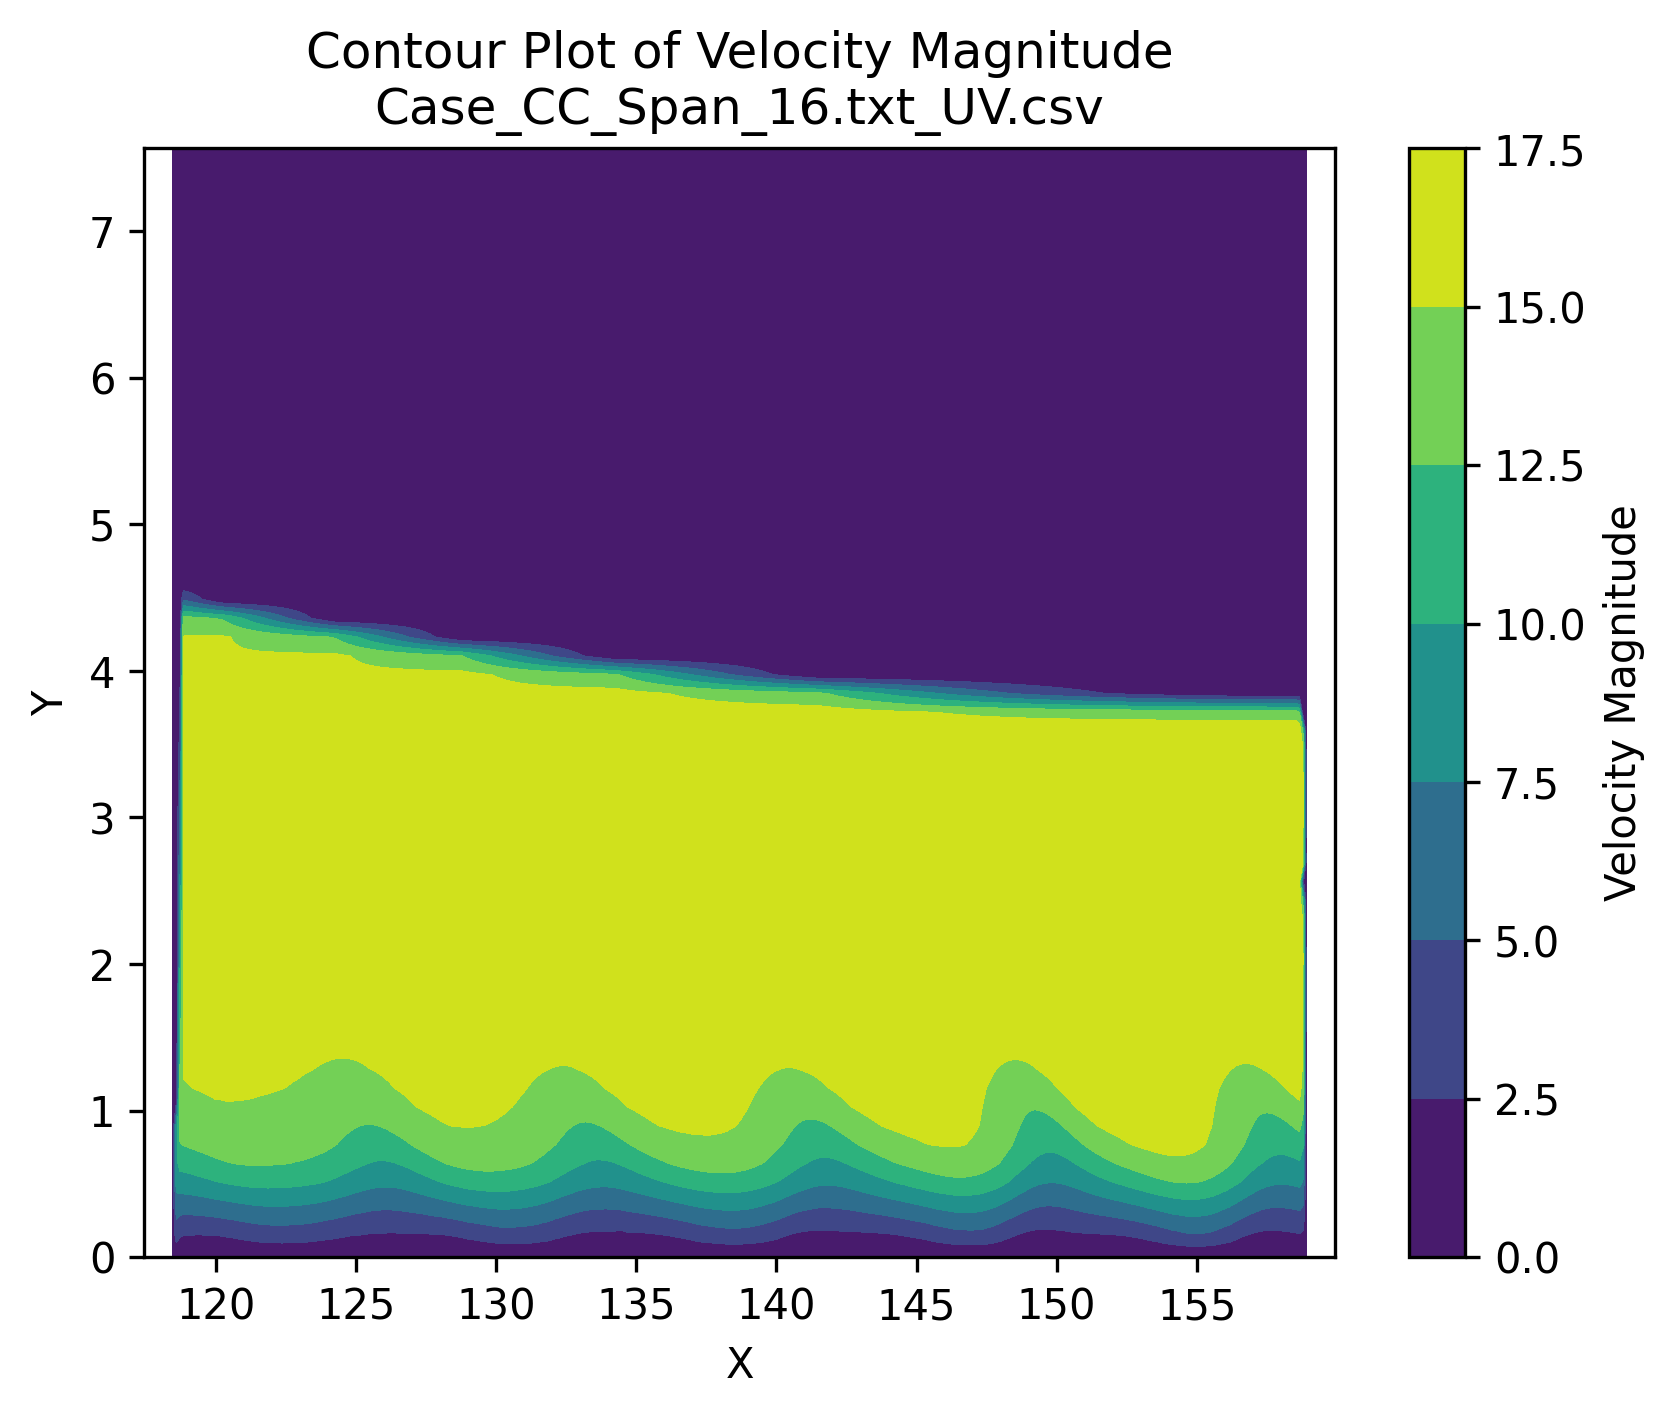 Contour Plot of Velocity Magnitude
Case_CC_Span_16.txt_UV.csv
7
6
5
4
3
2
1
0
Y
120 125 130 135 140 145 150 155
X
17.5
15.0
12.5
10.0
7.5
5.0
2.5
0.0
Velocity Magnitude